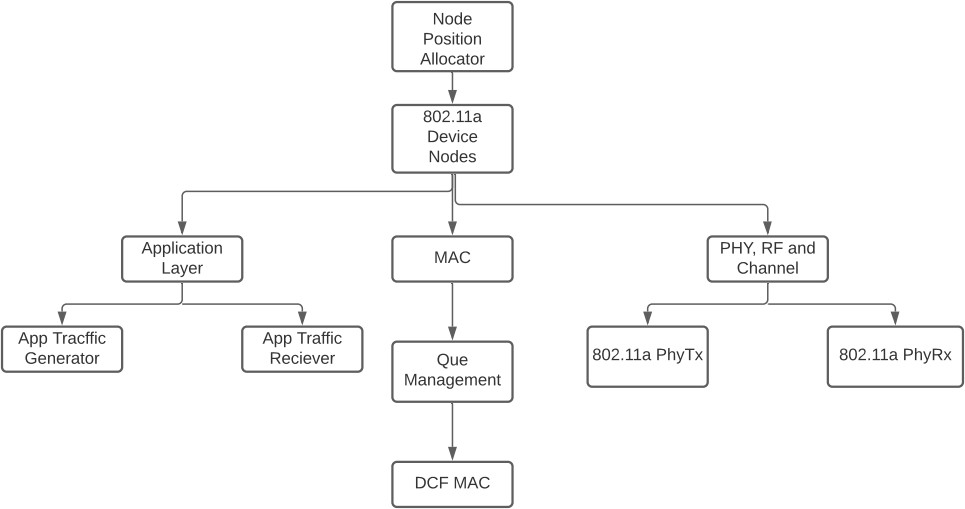 Node
Position
Allocator
802.11a
Device
Nodes
Application
Layer
MAC
PHY, RF and
Channel
App Tracffic
Generator
App Traffic
Reciever
Que
Management
802.11a PhyTx
802.11a PhyRx
DCF MAC